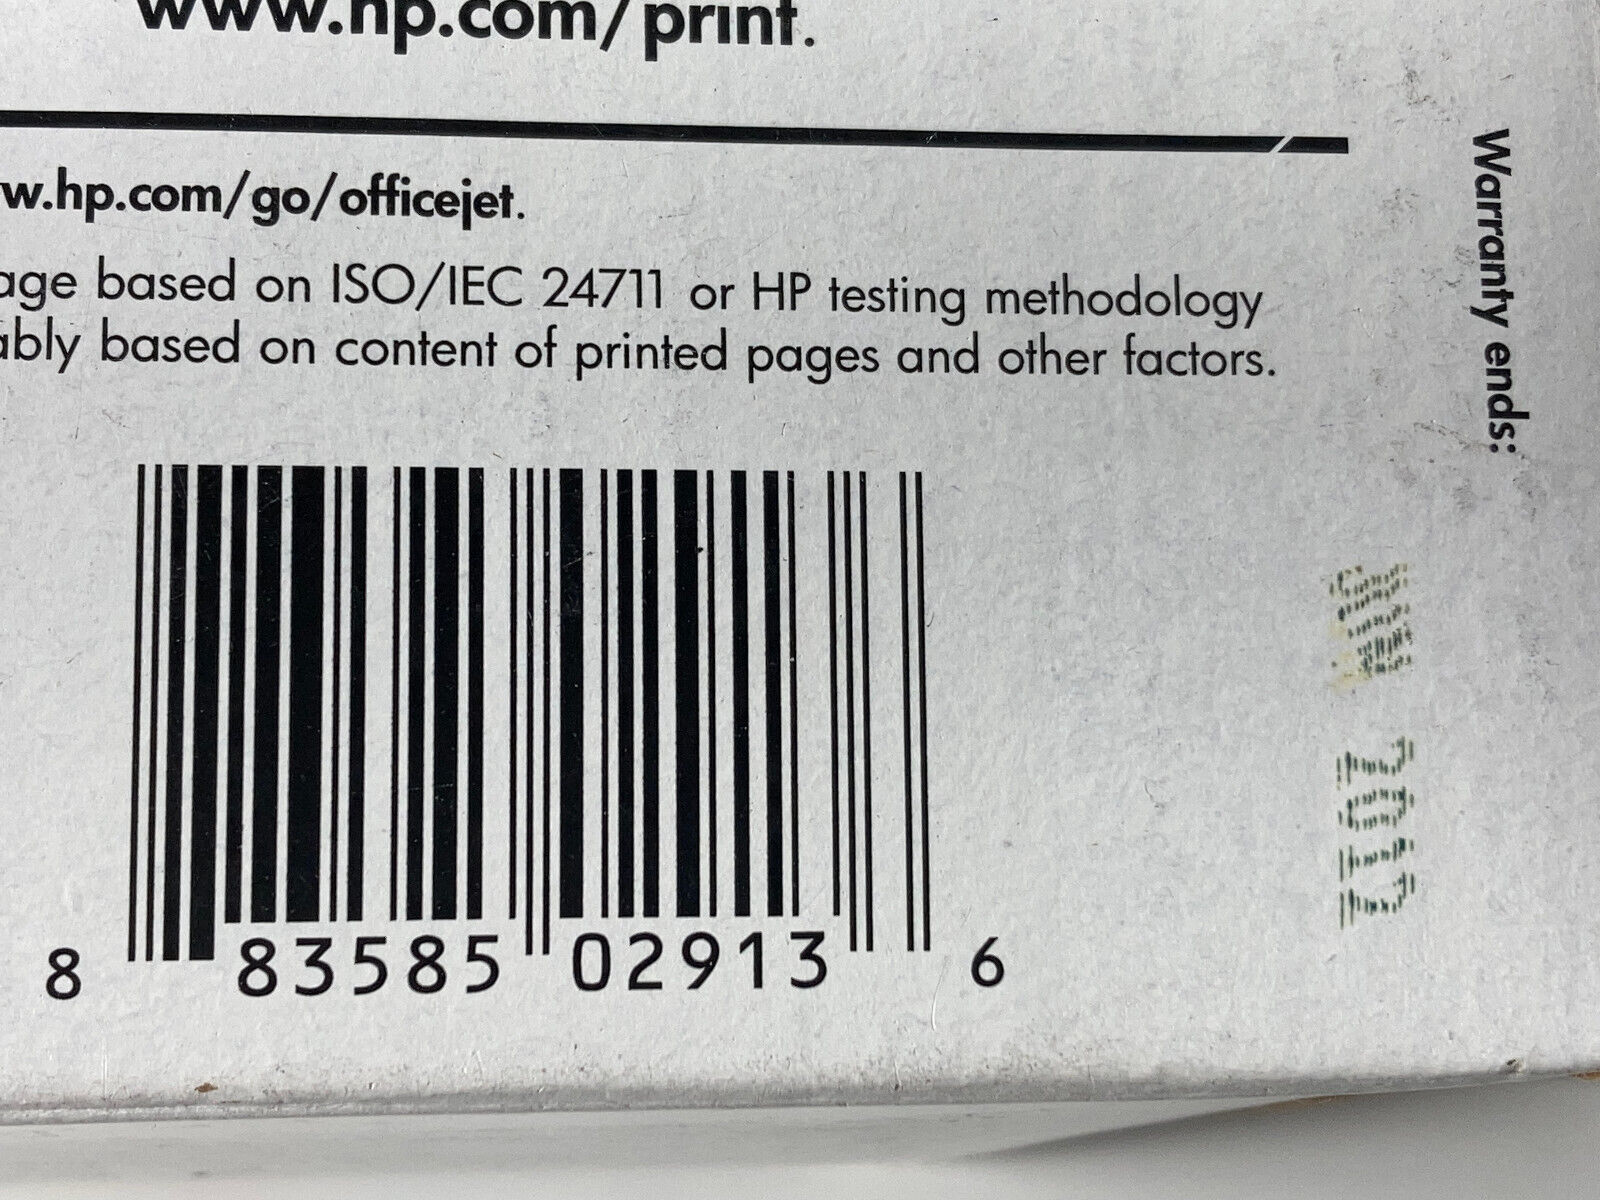 www.hp.com/print.
w.hp.com/go/officejet.
age based on ISO/IEC 24711 or HP testing methodology
ably based on content of printed pages and other factors.
Warranty ends:
8 83585 02913 6